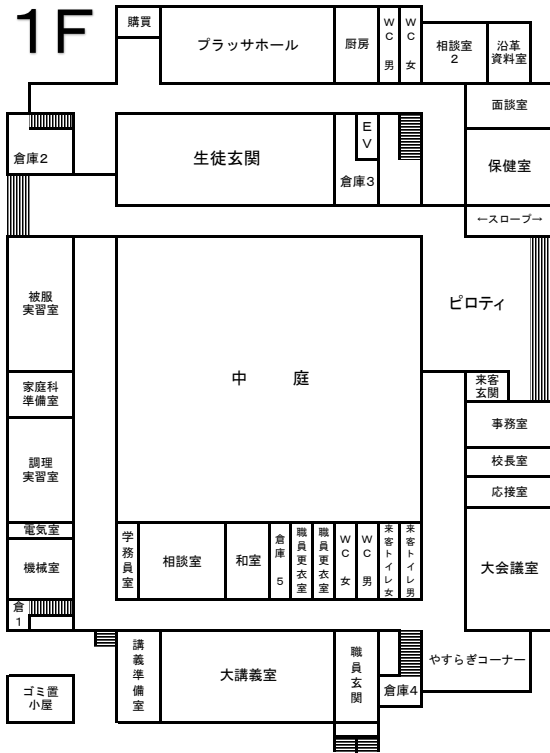 1F
購買
プラッサホール
厨房
WC 男
WC 女
相談室
2
沿革
資料室
面談室
倉庫2
生徒玄関
EV
倉庫3
保健室
←スロープ→
被服
実習室
ピロティ
中 庭
家庭科
準備室
来客
玄関
事務室
調理
実習室
校長室
応接室
電気室
機械室
学務員室
相談室
和室
倉庫5
職員更衣室
職員更衣室
WC 女
WC 男
来客トイレ女
来客トイレ男
大会議室
倉1
講義準備室
大講義室
職員玄関
倉庫4
やすらぎコーナー
ゴミ置
小屋